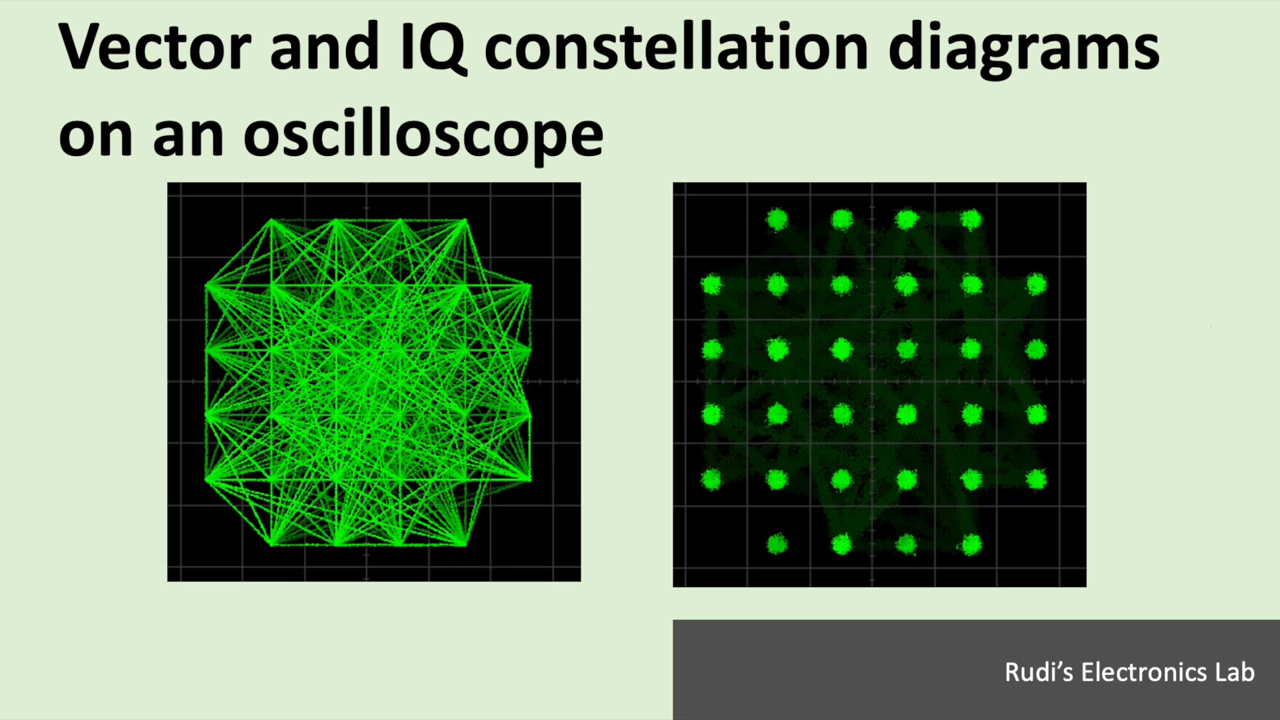 Vector and IQ constellation diagrams
on an oscilloscope
Rudi’s Electronics Lab